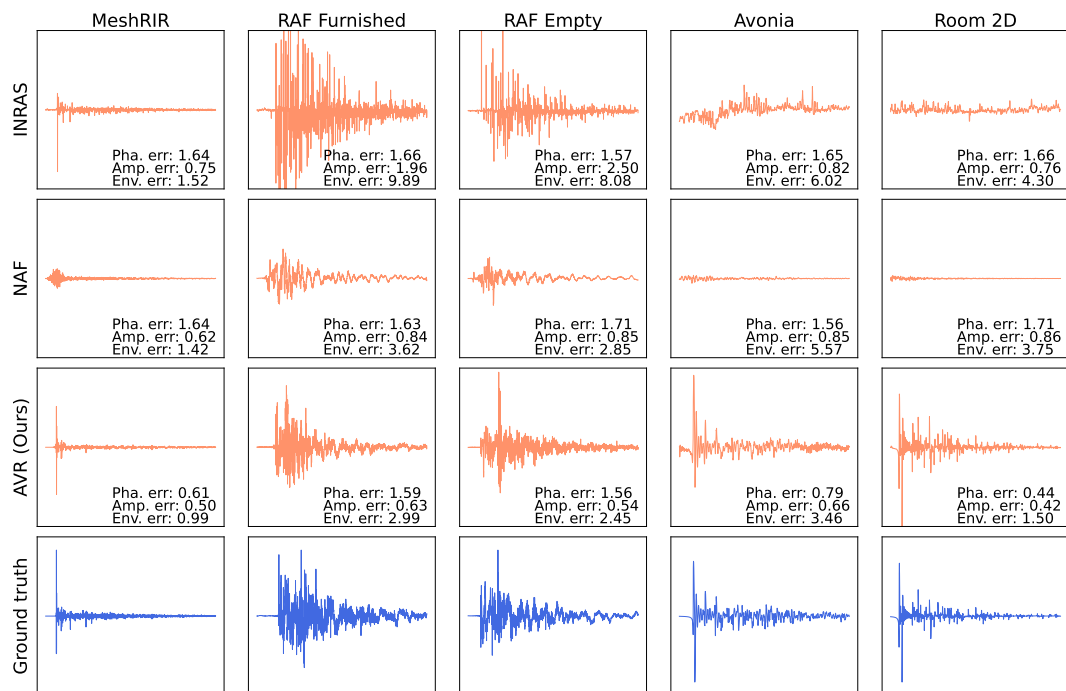 MeshRIR
RAF Furnished
RAF Empty
Avonia
Room 2D
INRAS
Pha. err: 1.64
Amp. err: 0.75
Env. err: 1.52
Pha. err: 1.66
Amp. err: 1.96
Env. err: 9.89
Pha. err: 1.57
Amp. err: 2.50
Env. err: 8.08
Pha. err: 1.65
Amp. err: 0.82
Env. err: 6.02
Pha. err: 1.66
Amp. err: 0.76
Env. err: 4.30
NAF
Pha. err: 1.64
Amp. err: 0.62
Env. err: 1.42
Pha. err: 1.63
Amp. err: 0.84
Env. err: 3.62
Pha. err: 1.71
Amp. err: 0.85
Env. err: 2.85
Pha. err: 1.56
Amp. err: 0.85
Env. err: 5.57
Pha. err: 1.71
Amp. err: 0.86
Env. err: 3.75
AVR (Ours)
Pha. err: 0.61
Amp. err: 0.50
Env. err: 0.99
Pha. err: 1.59
Amp. err: 0.63
Env. err: 2.99
Pha. err: 1.56
Amp. err: 0.54
Env. err: 2.45
Pha. err: 0.79
Amp. err: 0.66
Env. err: 3.46
Pha. err: 0.44
Amp. err: 0.42
Env. err: 1.50
Ground truth